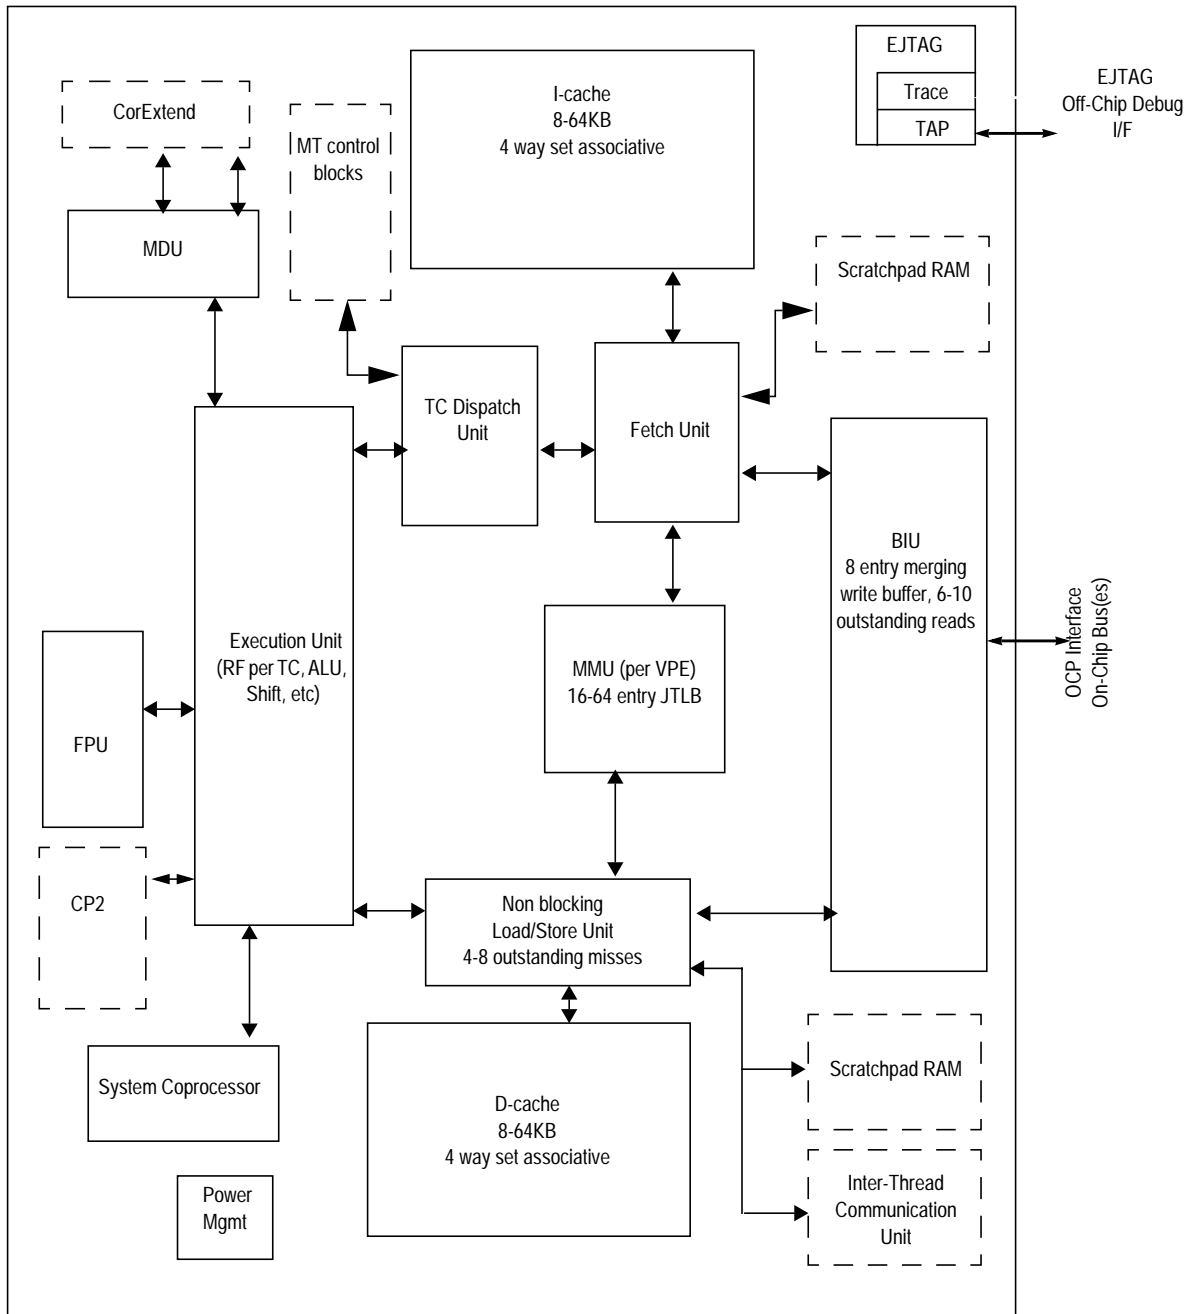 EJTAG
Trace
TAP
EJTAG
Off-Chip Debug
I/F
CorExtend
MT control
blocks
I-cache
8-64KB
4 way set associative
MDU
Scratchpad RAM
TC Dispatch
Unit
Fetch Unit
BIU
8 entry merging
write buffer, 6-10
outstanding reads
OCP Interface
On-Chip Bus(es)
Execution Unit
(RF per TC, ALU,
Shift, etc)
MMU (per VPE)
16-64 entry JTLB
FPU
CP2
Non blocking
Load/Store Unit
4-8 outstanding misses
System Coprocessor
D-cache
8-64KB
4 way set associative
Scratchpad RAM
Power
Mgmt
Inter-Thread
Communication
Unit